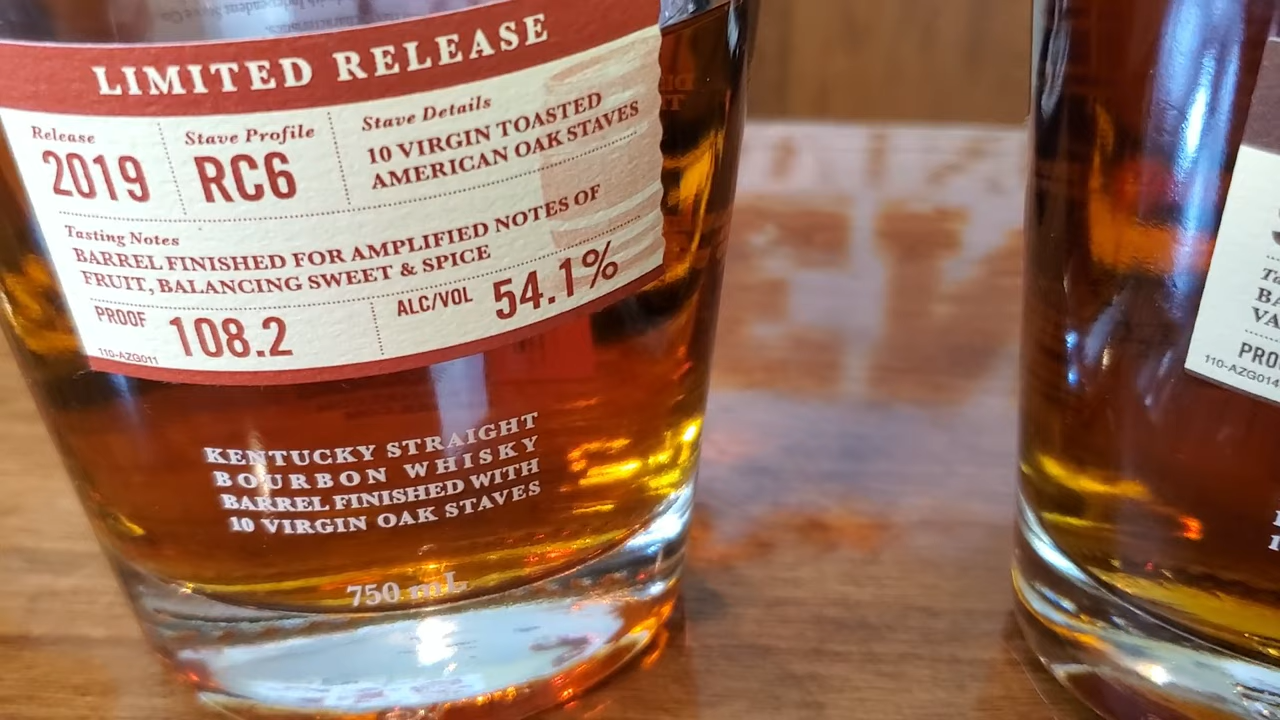 LIMITED RELEASE
Release
2019
Stave Profile
RC6
Stave Details
10 VIRGIN TOASTED
AMERICAN OAK STAVES
Tasting Notes
BARREL FINISHED FOR AMPLIFIED NOTES OF
FRUIT, BALANCING SWEET & SPICE
PROOF
108.2
ALC/VOL
54.1%
110-AZG011
KENTUCKY STRAIGHT
BOURBON WHISKY
BARREL FINISHED WITH
10 VIRGIN OAK STAVES
750 mL
110-AZG014